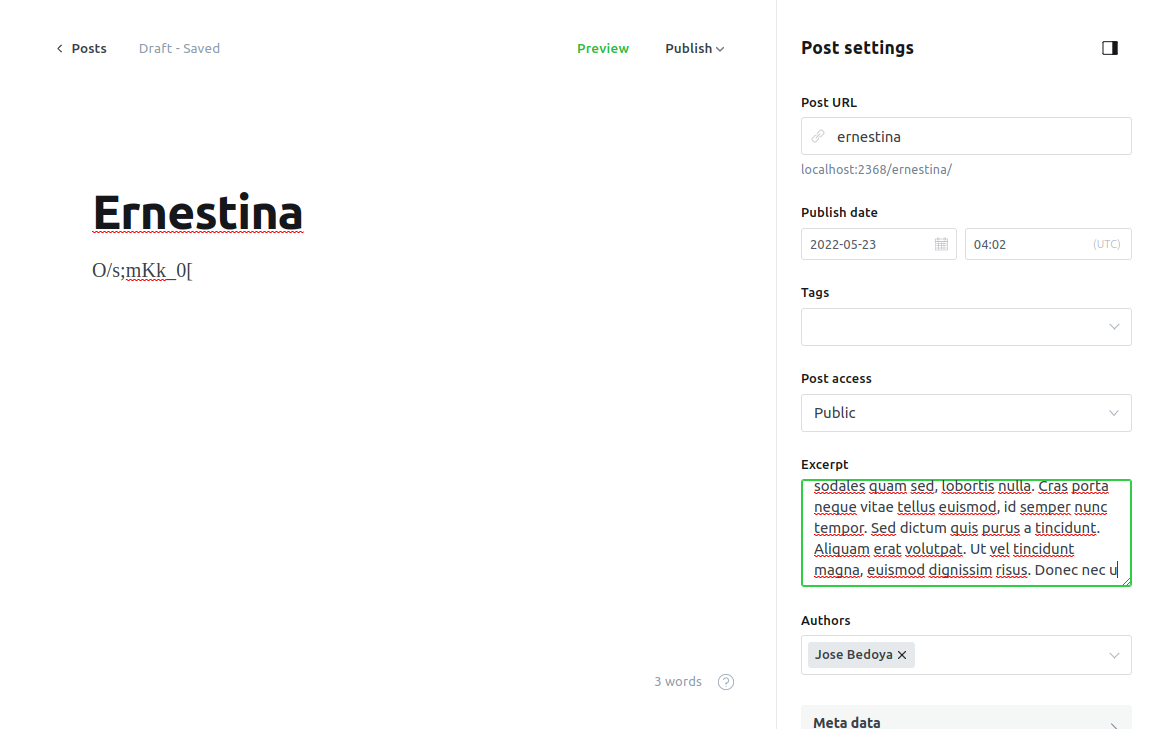 Posts
Draft - Saved
Preview
Publish
Ernestina
O/s;mKk_0[
3 words
?
Post settings
Post URL
ernestina
localhost:2368/ernestina/
Publish date
2022-05-23
04:02
(UTC)
Tags
Post access
Public
Excerpt
sodales quam sed, lobortis nulla. Cras porta
neque vitae tellus euismod, id semper nunc
tempor. Sed dictum quis purus a tincidunt.
Aliquam erat volutpat. Ut vel tincidunt
magna, euismod dignissim risus. Donec nec u
Authors
Jose Bedoya
Meta data